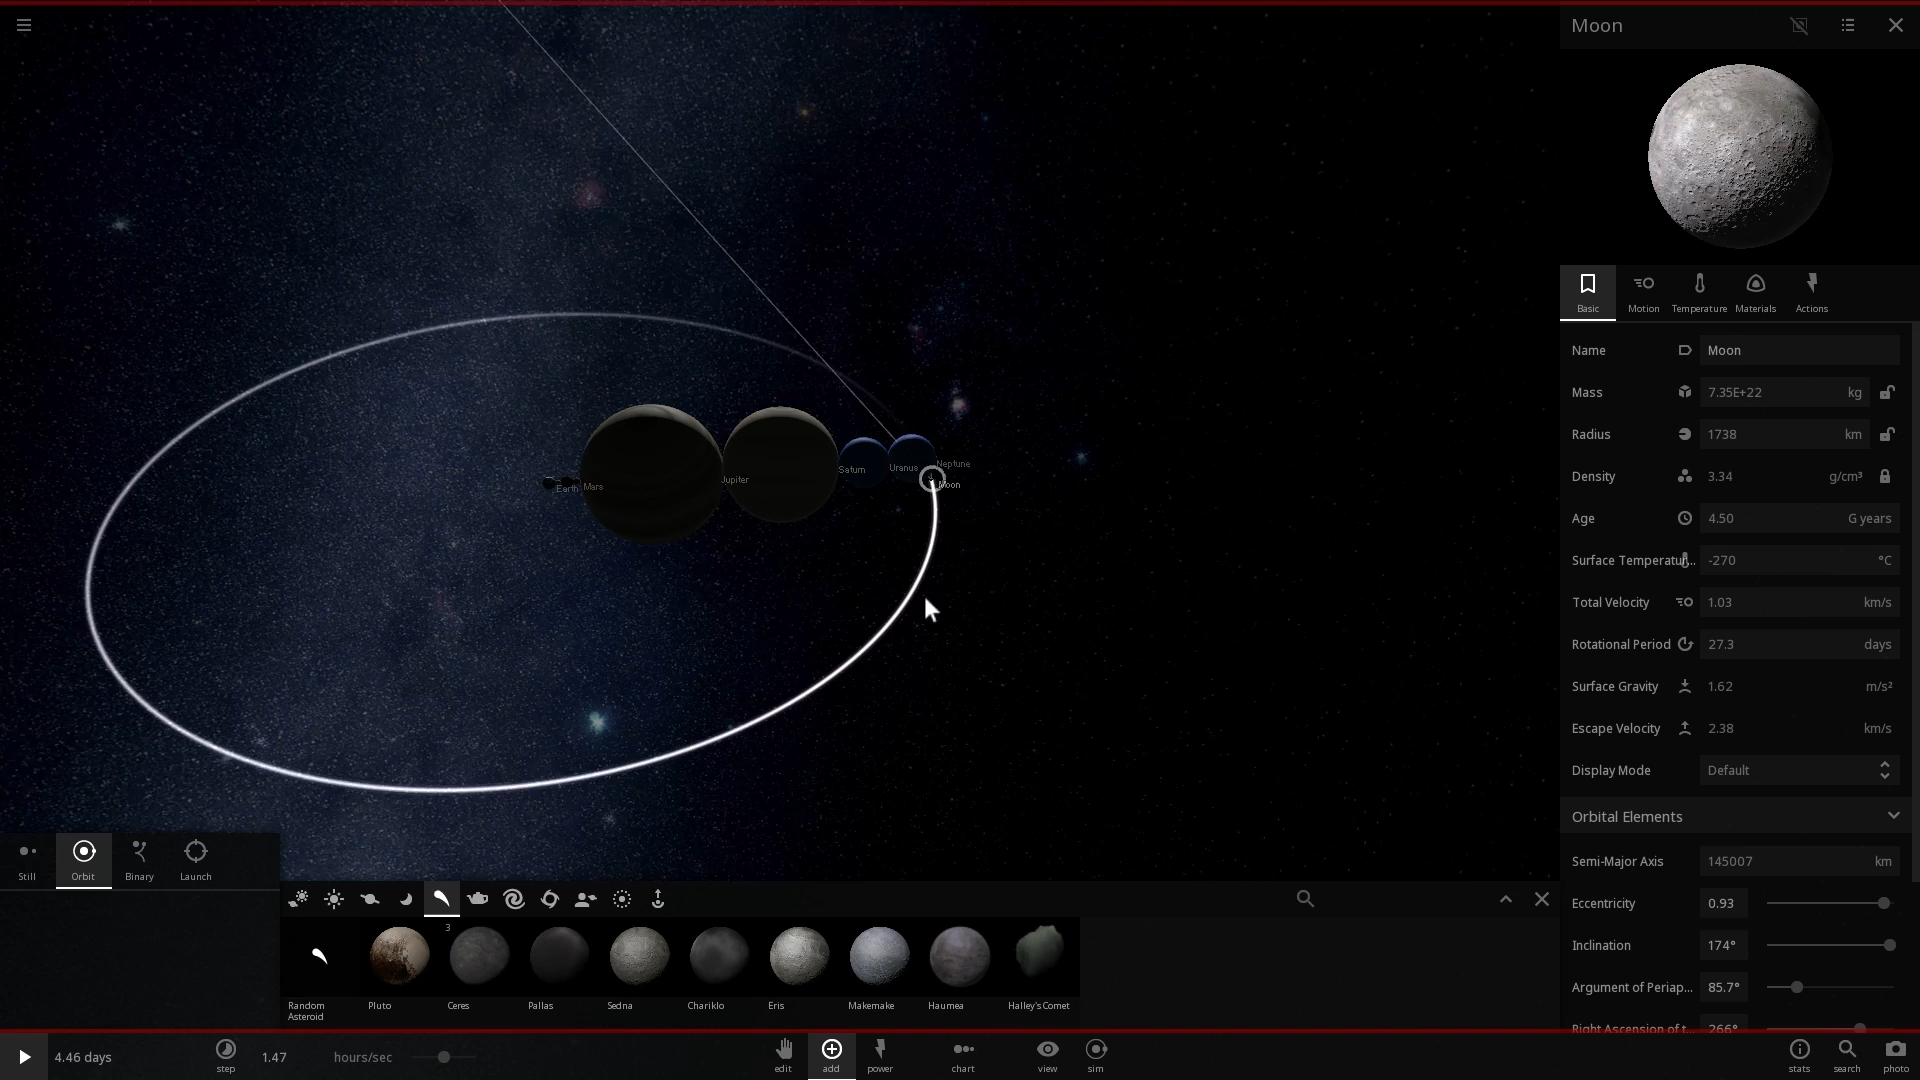 Moon
Basic
Motion
Temperature
Materials
Actions
Name
Moon
Mass
7.35E+22
kg
Radius
1738
km
Density
3.34
g/cm³
Age
4.50
G years
Surface Temperatur...
-270
°C
Total Velocity
1.03
km/s
Rotational Period
27.3
days
Surface Gravity
1.62
m/s²
Escape Velocity
2.38
km/s
Display Mode
Default
Orbital Elements
Semi-Major Axis
145007
km
Eccentricity
0.93
Inclination
174°
Argument of Periap...
85.7°
Right Ascension of t...
266°
Earth
Mars
Jupiter
Saturn
Uranus
Neptune
Moon
Still
Orbit
Binary
Launch
3
Random
Asteroid
Pluto
Ceres
Pallas
Sedna
Chariklo
Eris
Makemake
Haumea
Halley's Comet
4.46 days
step
1.47
hours/sec
edit
add
power
chart
view
sim
stats
search
photo